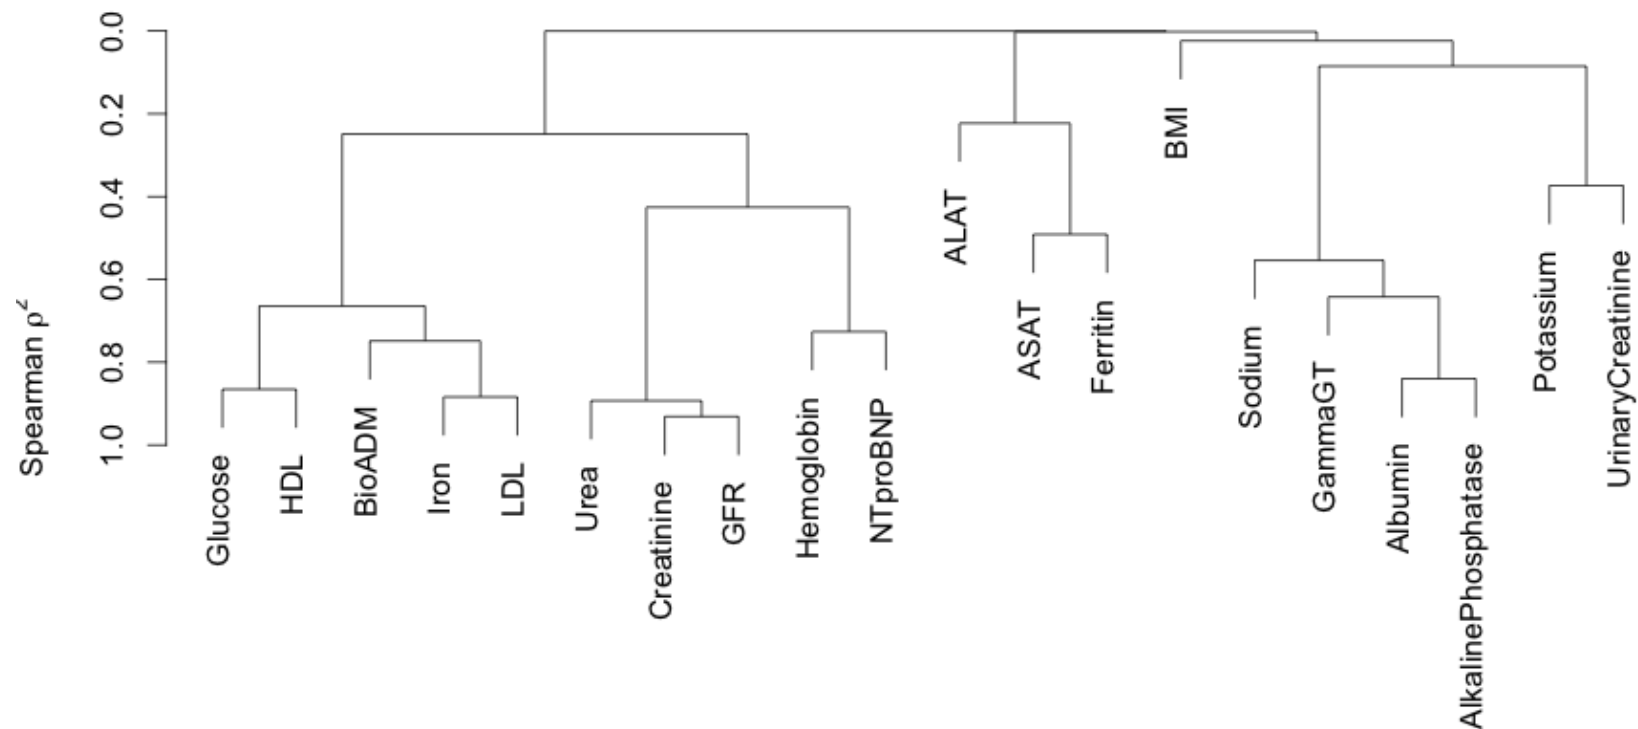 Spearman ρ²
0.0
0.2
0.4
0.6
0.8
1.0
Glucose
HDL
BioADM
Iron
LDL
Urea
Creatinine
GFR
Hemoglobin
NTproBNP
ALAT
ASAT
Ferritin
BMI
Sodium
GammaGT
Albumin
AlkalinePhosphatase
Potassium
UrinaryCreatinine